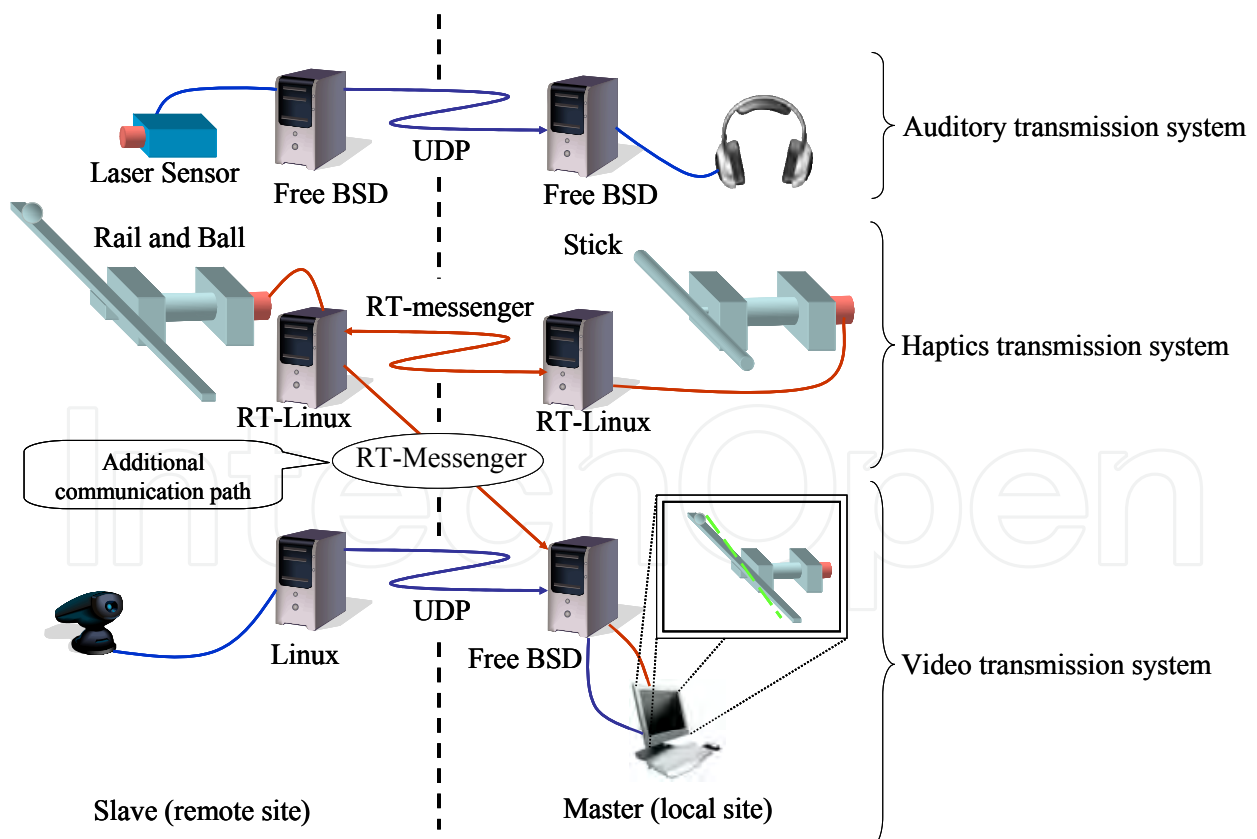 Laser Sensor
Free BSD
UDP
Free BSD
Auditory transmission system
Rail and Ball
Stick
RT-messenger
RT-Linux
RT-Linux
Haptics transmission system
Additional
communication path
RT-Messenger
Linux
UDP
Free BSD
Video transmission system
Slave (remote site)
Master (local site)
IntechOpen